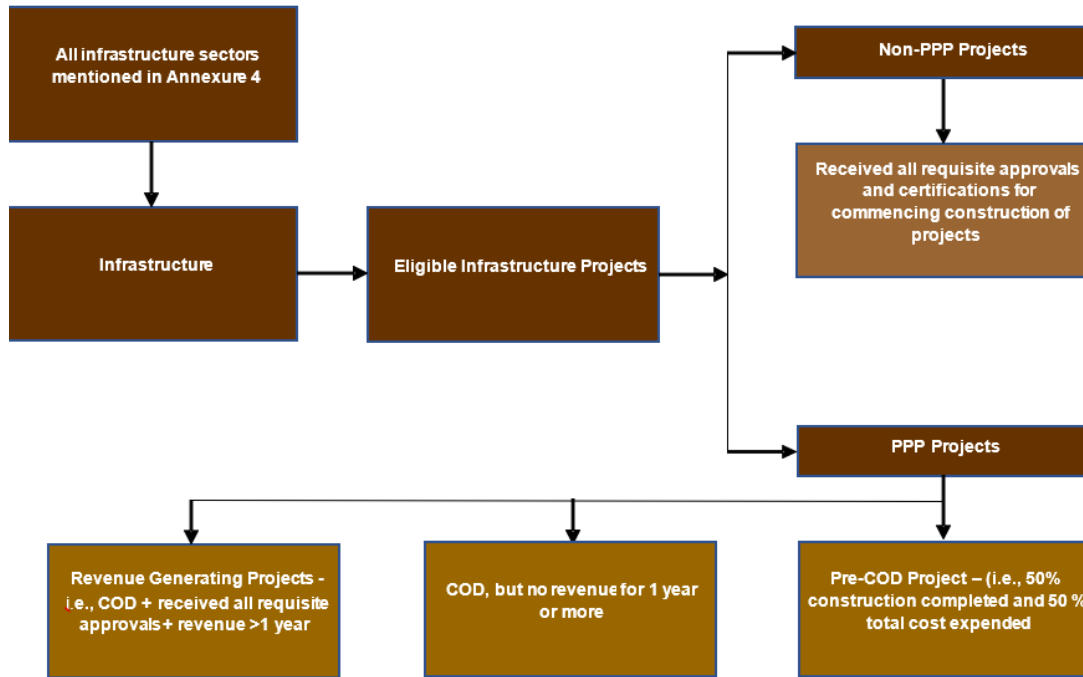 All infrastructure sectors
mentioned in Annexure 4
Non-PPP Projects
Received all requisite approvals
and certifications for
commencing construction of
projects
Infrastructure
Eligible Infrastructure Projects
PPP Projects
Revenue Generating Projects -
i.e., COD + received all requisite
approvals+ revenue >1 year
COD, but no revenue for 1 year
or more
Pre-COD Project – (i.e., 50%
construction completed and 50 %
total cost expended